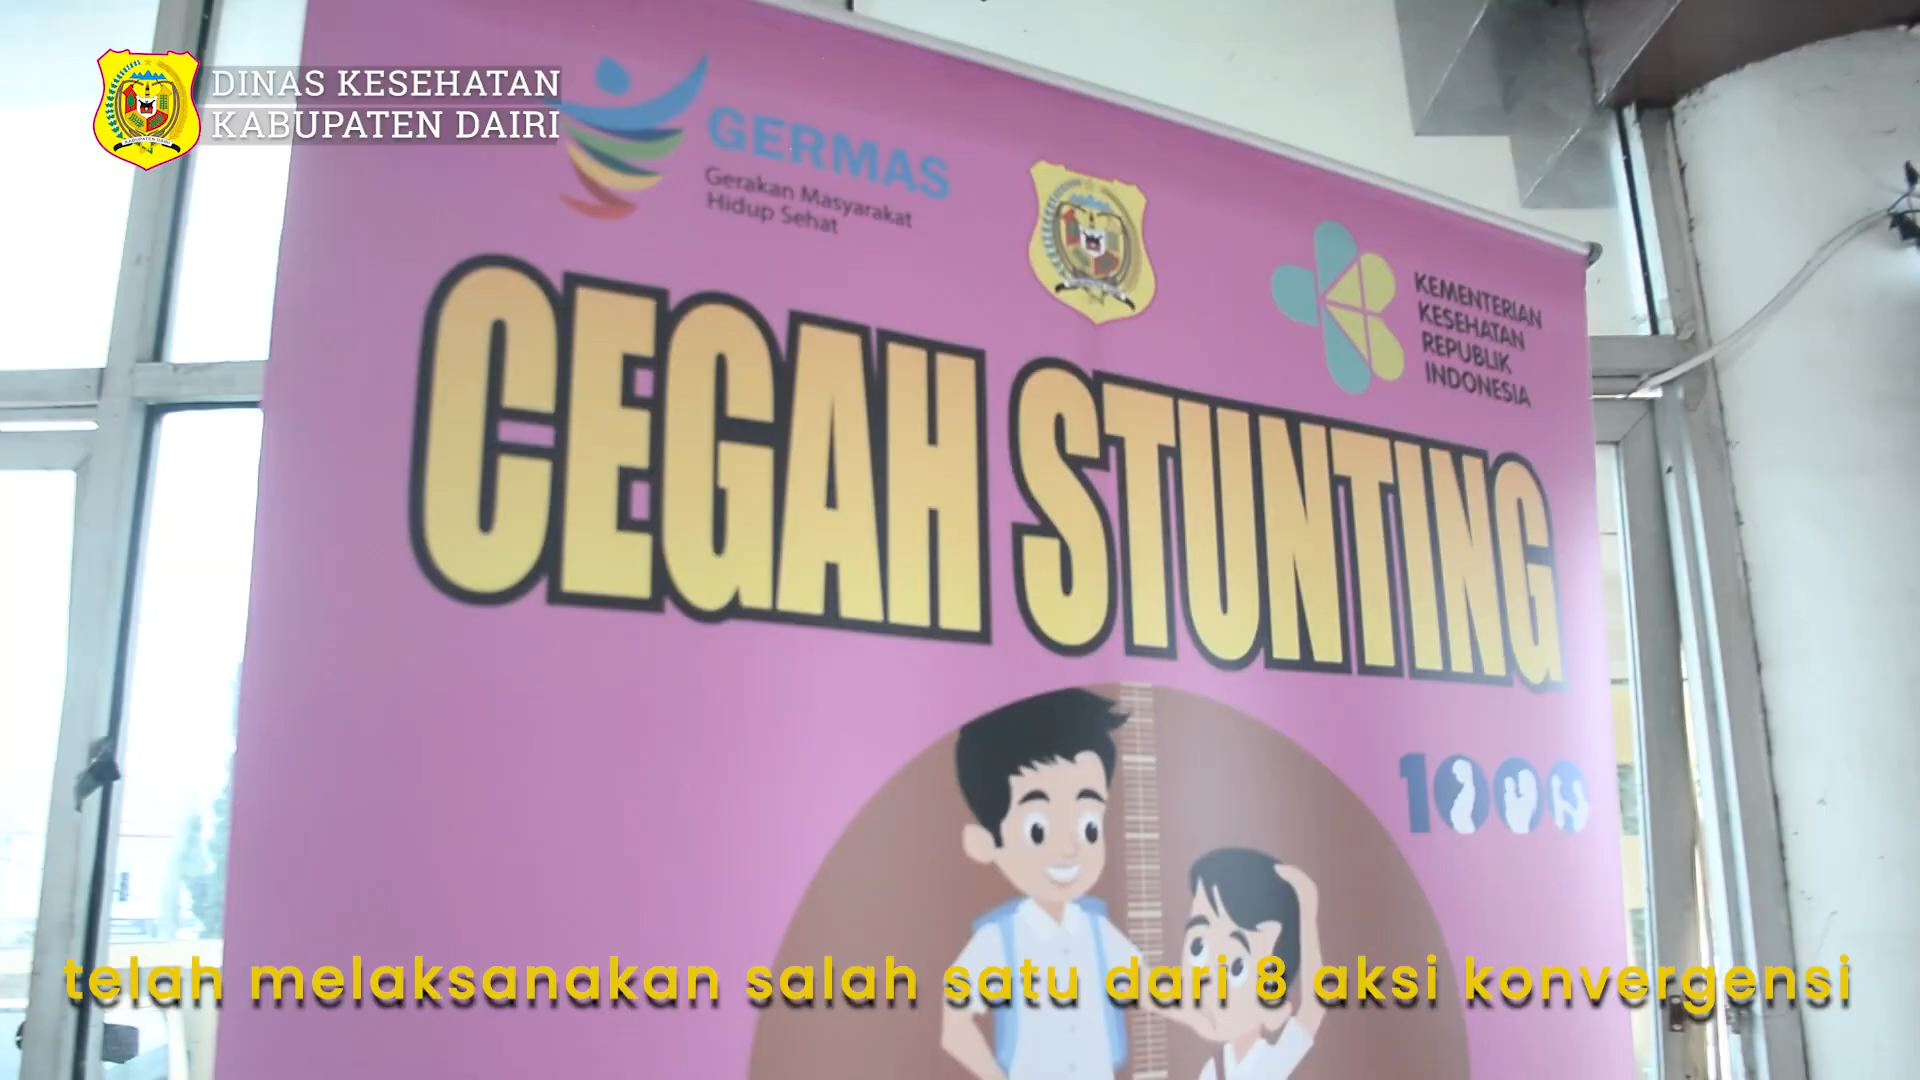 DINAS KESEHATAN
KABUPATEN DAIRI
GERMAS
Gerakan Masyarakat
Hidup Sehat
KEMENTERIAN
KESEHATAN
REPUBLIK
INDONESIA
CEGAH STUNTING
1000
telah melaksanakan salah satu dari 8 aksi konvergensi